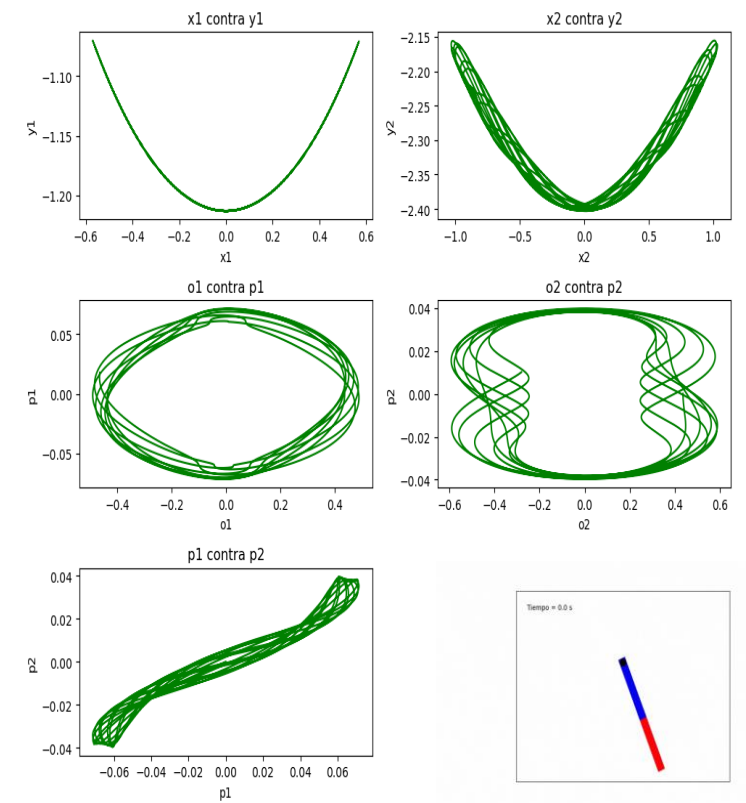 x1 contra y1
−1.10
−1.15
−1.20
y1
−0.6 −0.4 −0.2 0.0 0.2 0.4 0.6
x1
x2 contra y2
−2.15
−2.20
−2.25
−2.30
−2.35
−2.40
y2
−1.0 −0.5 0.0 0.5 1.0
x2
o1 contra p1
0.05
0.00
−0.05
p1
−0.4 −0.2 0.0 0.2 0.4
o1
o2 contra p2
0.04
0.02
0.00
−0.02
−0.04
p2
−0.6 −0.4 −0.2 0.0 0.2 0.4 0.6
o2
p1 contra p2
0.04
0.02
0.00
−0.02
−0.04
p2
−0.06 −0.04 −0.02 0.00 0.02 0.04 0.06
p1
Tiempo = 0.0 s